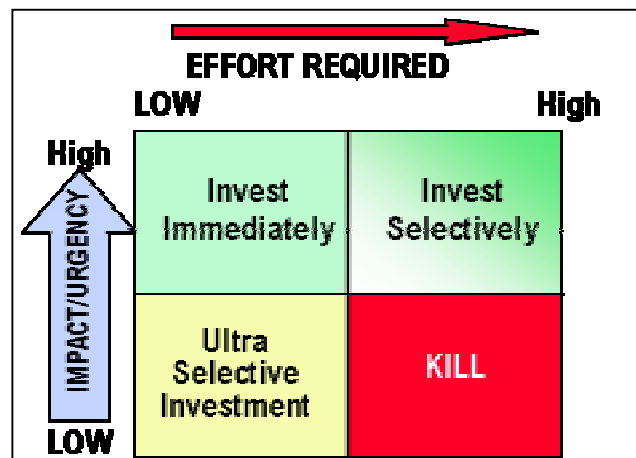 EFFORT REQUIRED
LOW
High
High
Invest
Immediately
Invest
Selectively
IMPACT/URGENCY
Ultra
Selective
Investment
KILL
LOW